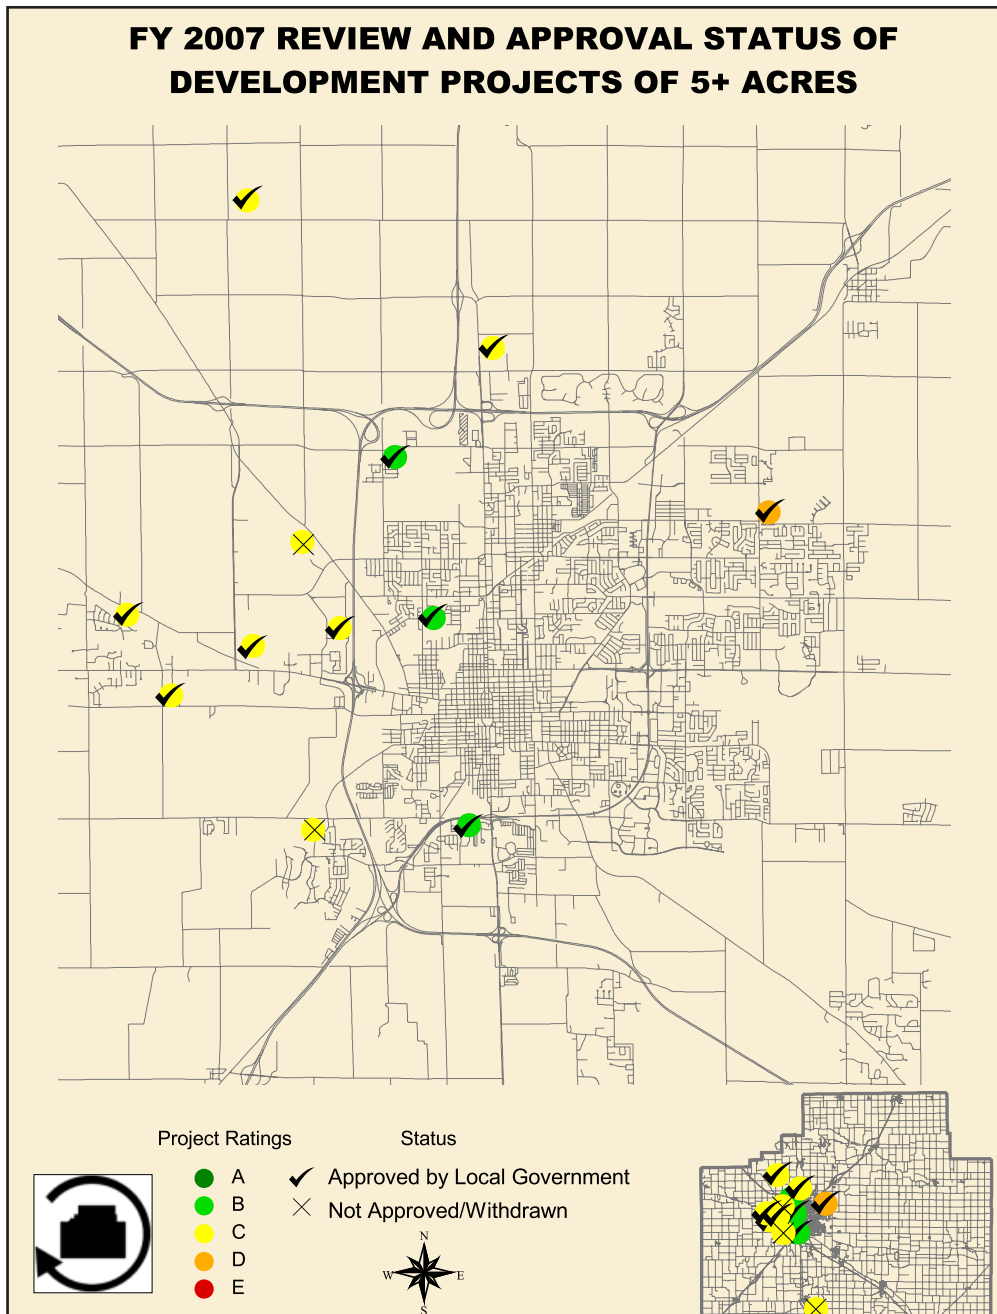 FY 2007 REVIEW AND APPROVAL STATUS OF
DEVELOPMENT PROJECTS OF 5+ ACRES
Project Ratings
A
B
C
D
E
Status
Approved by Local Government
Not Approved/Withdrawn
N
W E
S